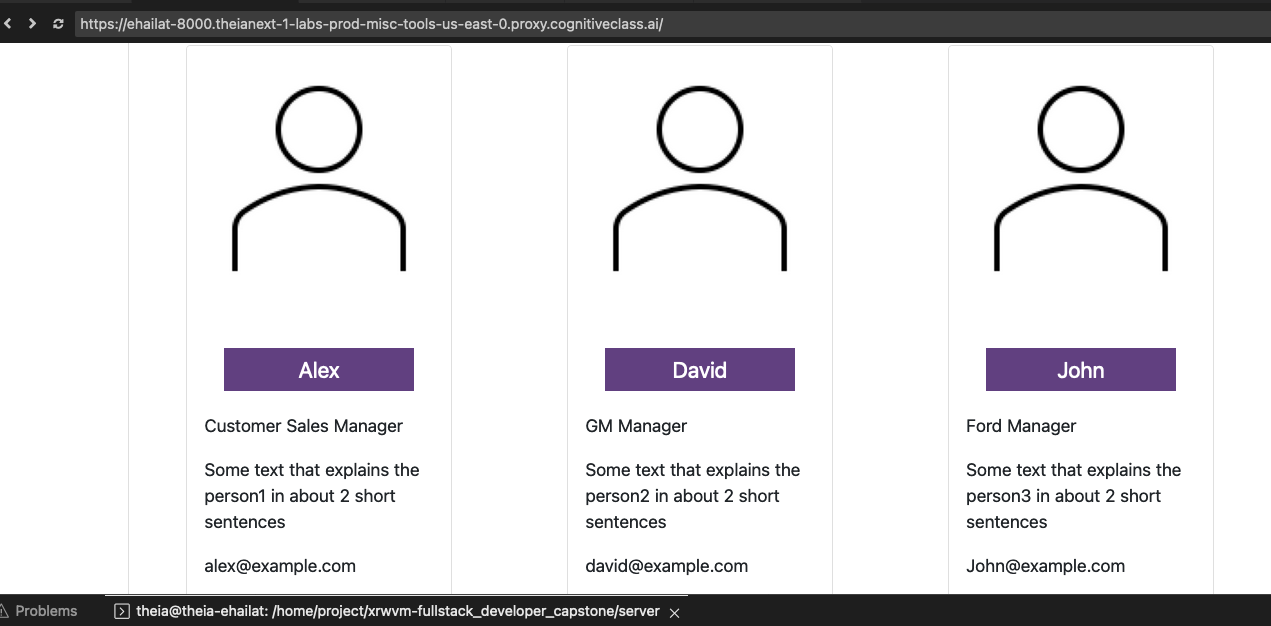 https://ehailat-8000.theianext-1-labs-prod-misc-tools-us-east-0.proxy.cognitiveclass.ai/
Alex
Customer Sales Manager
Some text that explains the
person1 in about 2 short
sentences
alex@example.com
David
GM Manager
Some text that explains the
person2 in about 2 short
sentences
david@example.com
John
Ford Manager
Some text that explains the
person3 in about 2 short
sentences
John@example.com
Problems
theia@theia-ehailat: /home/project/xrwvm-fullstack_developer_capstone/server